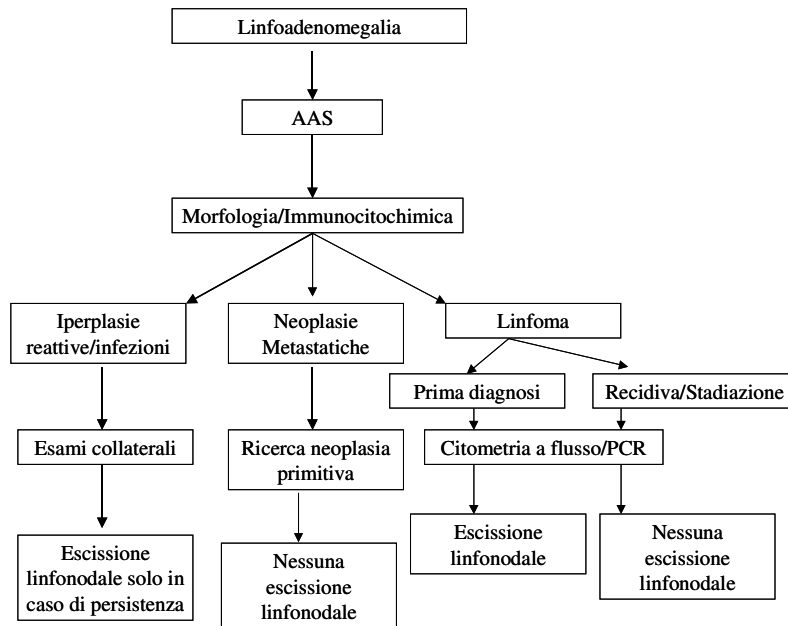 Linfoadenomegalia
AAS
Morfologia/Immunocitochimica
Iperplasie
reattive/infezioni
Neoplasie
Metastatiche
Linfoma
Prima diagnosi
Recidiva/Stadiazione
Esami collaterali
Ricerca neoplasia
primitiva
Citometria a flusso/PCR
Escissione
linfonodale solo in
caso di persistenza
Nessuna
escissione
linfonodale
Escissione
linfonodale
Nessuna
escissione
linfonodale